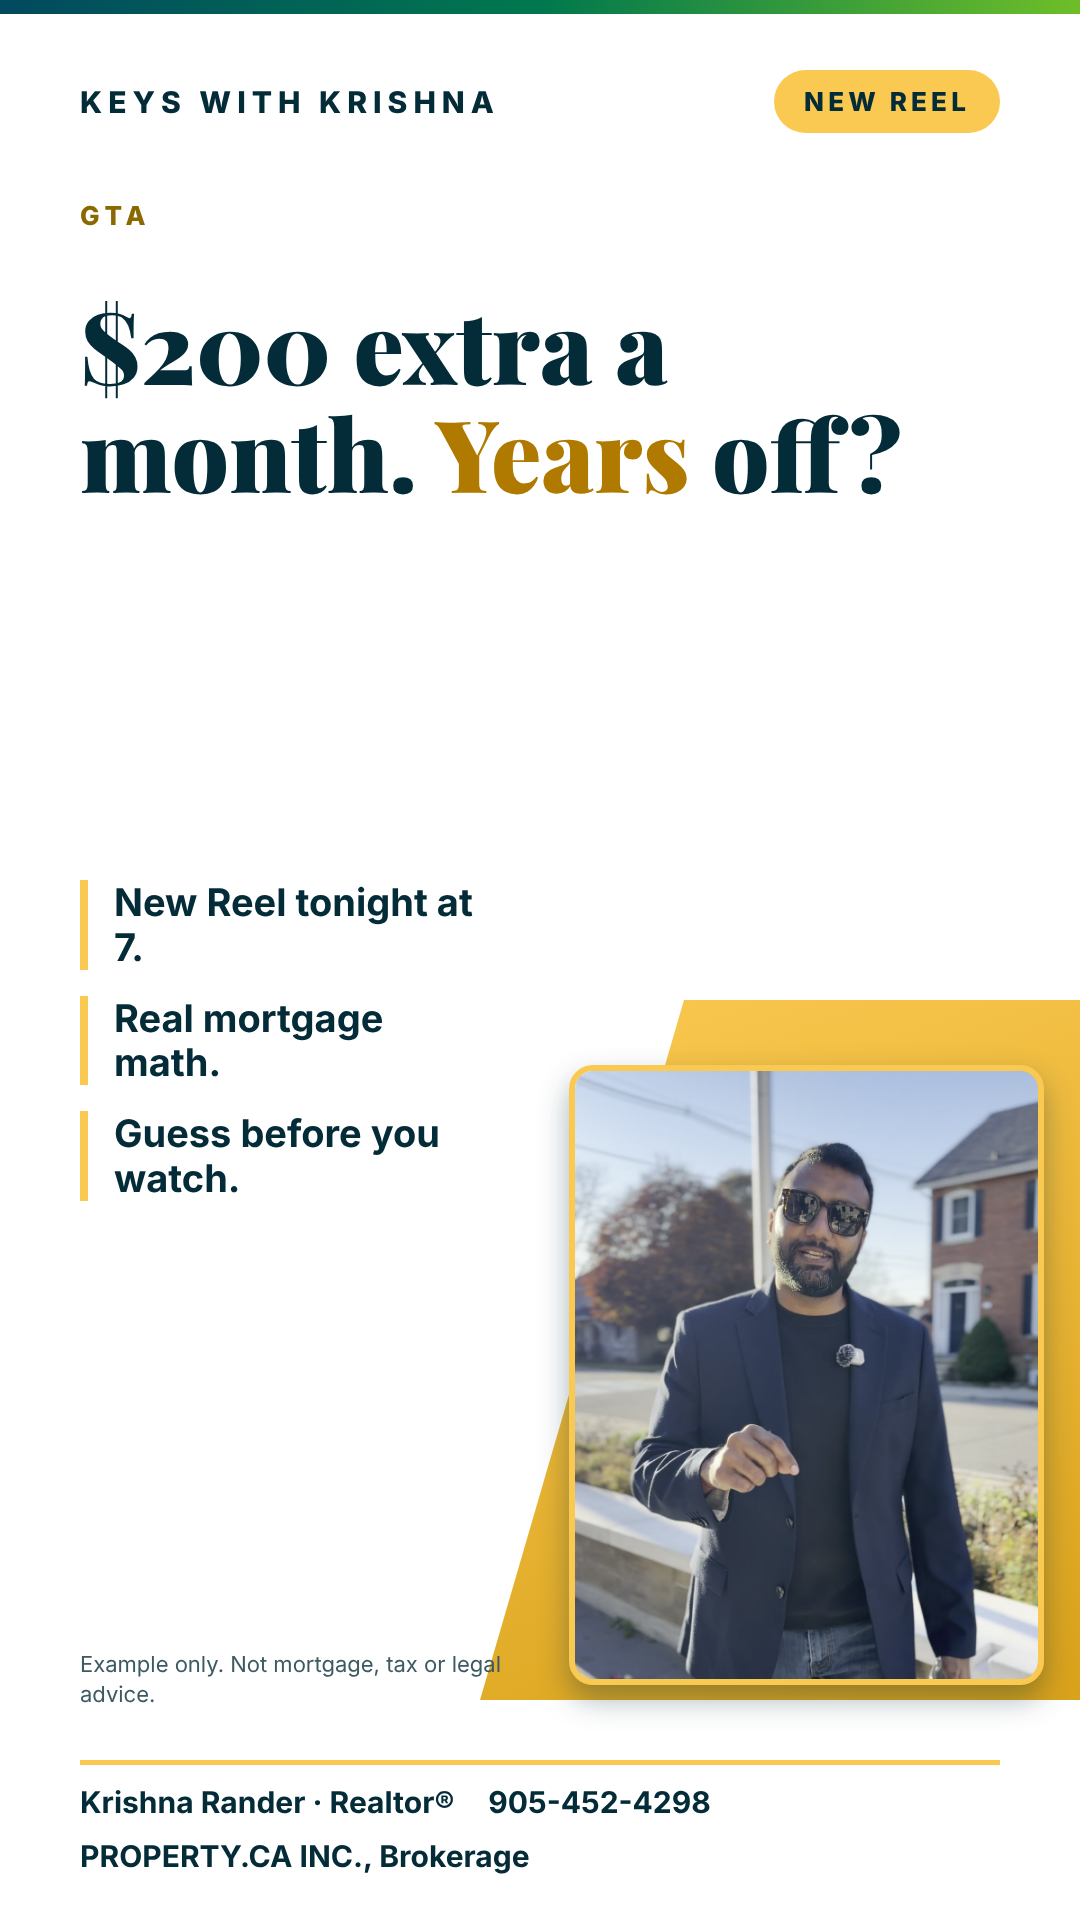 KEYS WITH KRISHNA
NEW REEL
GTA
$200 extra a
month. Years off?
New Reel tonight at
7.
Real mortgage
math.
Guess before you
watch.
Example only. Not mortgage, tax or legal
advice.
Krishna Rander · Realtor® 905-452-4298
PROPERTY.CA INC., Brokerage